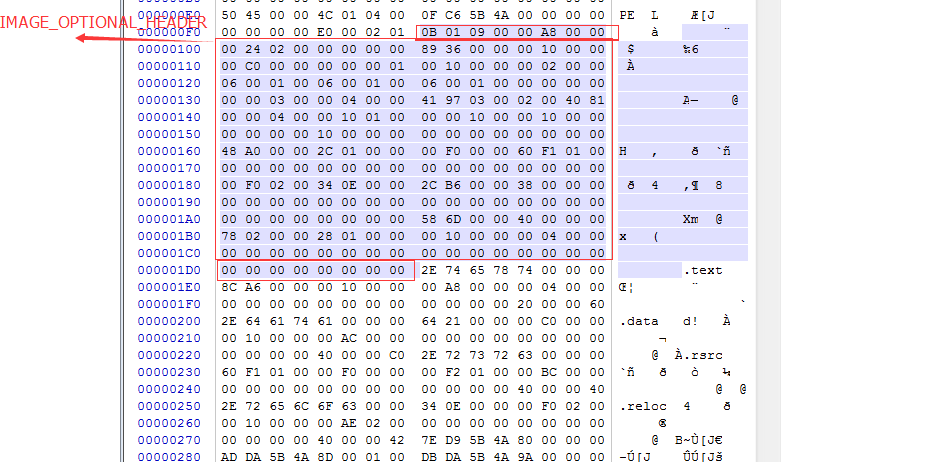 000000E0 50 45 00 00 4C 01 04 00 0F C6 5B 4A 00 00 00 00 PE L Æ[J
IMAGE_OPTIONAL_HEADER
000000F0 00 00 00 00 E0 00 02 01 0B 01 09 00 00 A8 00 00 à ¨
00000100 00 24 02 00 00 00 00 00 89 36 00 00 00 10 00 00 $ ‰6
00000110 00 C0 00 00 00 00 00 01 00 10 00 00 00 02 00 00 À
00000120 06 00 01 00 06 00 01 00 06 00 01 00 00 00 00 00
00000130 00 00 03 00 00 04 00 00 41 97 03 00 02 00 40 81 A— @
00000140 00 00 04 00 00 10 01 00 00 00 10 00 00 10 00 00
00000150 00 00 00 00 10 00 00 00 00 00 00 00 00 00 00 00
00000160 48 A0 00 00 2C 01 00 00 00 F0 00 00 60 F1 01 00 H , ð `ñ
00000170 00 00 00 00 00 00 00 00 00 00 00 00 00 00 00 00
00000180 00 F0 02 00 34 0E 00 00 2C B6 00 00 38 00 00 00 ð 4 ,¶ 8
00000190 00 00 00 00 00 00 00 00 00 00 00 00 00 00 00 00
000001A0 00 00 00 00 00 00 00 00 58 6D 00 00 40 00 00 00 Xm @
000001B0 78 02 00 00 28 01 00 00 00 10 00 00 00 04 00 00 x (
000001C0 00 00 00 00 00 00 00 00 00 00 00 00 00 00 00 00
000001D0 00 00 00 00 00 00 00 00 2E 74 65 78 74 00 00 00 .text
000001E0 8C A6 00 00 00 10 00 00 00 A8 00 00 00 04 00 00 Œ¦ ¨
000001F0 00 00 00 00 00 00 00 00 00 00 00 00 20 00 00 60 `
00000200 2E 64 61 74 61 00 00 00 64 21 00 00 00 C0 00 00 .data d! À
00000210 00 10 00 00 00 AC 00 00 00 00 00 00 00 00 00 00 ¬
00000220 00 00 00 00 40 00 00 C0 2E 72 73 72 63 00 00 00 @ À.rsrc
00000230 60 F1 01 00 00 F0 00 00 00 F2 01 00 00 BC 00 00 `ñ ð ò ¼
00000240 00 00 00 00 00 00 00 00 00 00 00 00 40 00 00 40 @ @
00000250 2E 72 65 6C 6F 63 00 00 34 0E 00 00 00 F0 02 00 .reloc 4 ð
00000260 00 10 00 00 00 AE 02 00 00 00 00 00 00 00 00 00 ®
00000270 00 00 00 00 40 00 00 42 7E D9 5B 4A 80 00 00 00 @ B~Ù[J€
00000280 AD DA 5B 4A 8D 00 01 00 DB DA 5B 4A 9A 00 00 00 -Ú[J ÛÚ[Jš